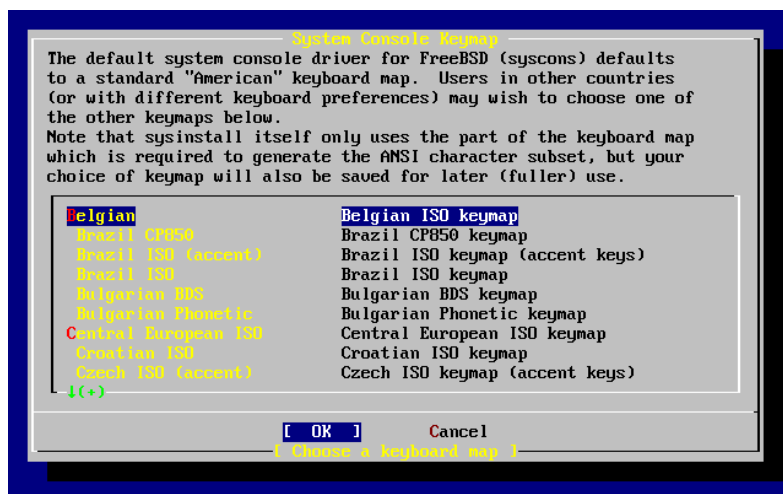 System Console Keymap
The default system console driver for FreeBSD (syscons) defaults
to a standard "American" keyboard map.  Users in other countries
(or with different keyboard preferences) may wish to choose one of
the other keymaps below.
Note that sysinstall itself only uses the part of the keyboard map
which is required to generate the ANSI character subset, but your
choice of keymap will also be saved for later (fuller) use.
Belgian Belgian ISO keymap
Brazil CP850 Brazil CP850 keymap
Brazil ISO (accent) Brazil ISO keymap (accent keys)
Brazil ISO Brazil ISO keymap
Bulgarian BDS Bulgarian BDS keymap
Bulgarian Phonetic Bulgarian Phonetic keymap
Central European ISO Central European ISO keymap
Croatian ISO Croatian ISO keymap
Czech ISO (accent) Czech ISO keymap (accent keys)
↓(+)
[ OK ] Cancel
[ Choose a keyboard map ]